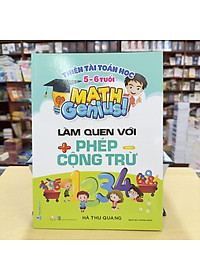 THIÊN TÀI TOÁN HỌC
5-6 TUỔI
MATH
Genius!
LÀM QUEN VỚI
+ PHÉP -
CỘNG TRỪ
1234
HÀ THU QUANG